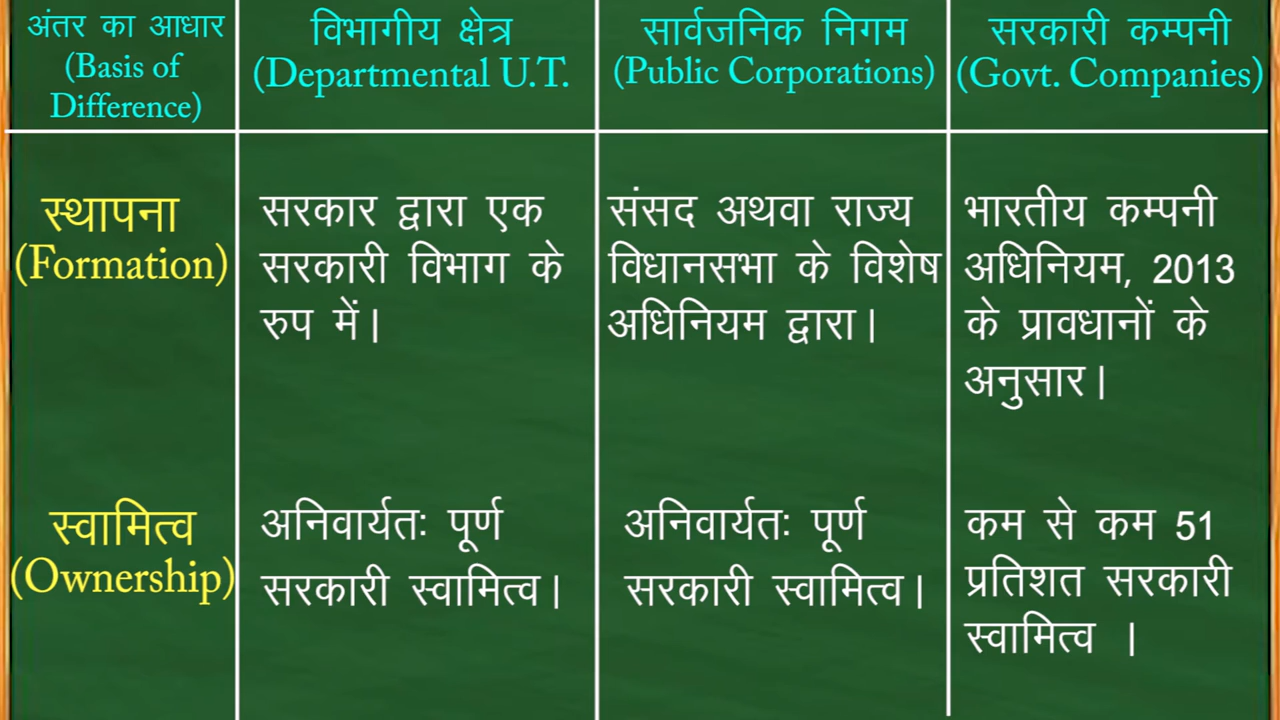 अंतर का आधार
(Basis of
Difference)
विभागीय क्षेत्र
(Departmental U.T.
सार्वजनिक निगम
(Public Corporations)
सरकारी कम्पनी
(Govt. Companies)
स्थापना
(Formation)
सरकार द्वारा एक
सरकारी विभाग के
रुप में।
संसद अथवा राज्य
विधानसभा के विशेष
अधिनियम द्वारा।
भारतीय कम्पनी
अधिनियम, 2013
के प्रावधानों के
अनुसार।
स्वामित्व
(Ownership)
अनिवार्यतः पूर्ण
सरकारी स्वामित्व।
अनिवार्यतः पूर्ण
सरकारी स्वामित्व।
कम से कम 51
प्रतिशत सरकारी
स्वामित्व ।